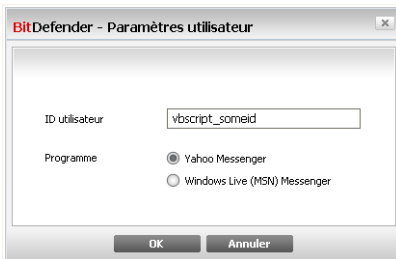 BitDefender - Paramètres utilisateur
ID utilisateur vbscript_someid
Programme Yahoo Messenger
Windows Live (MSN) Messenger
OK Annuler